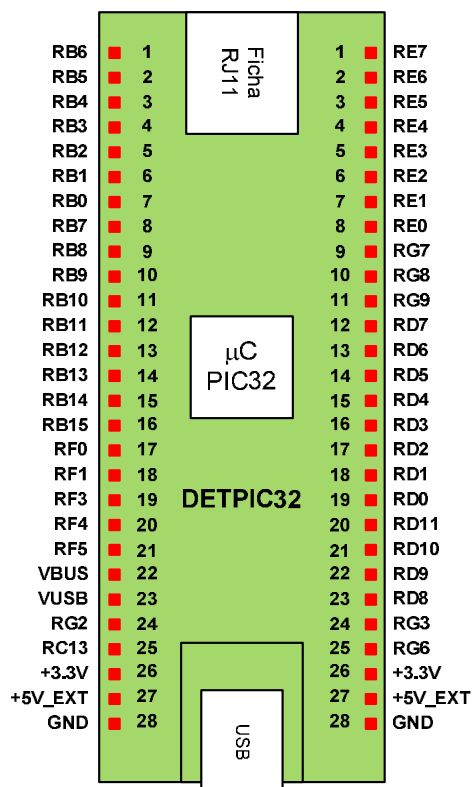 Ficha
RJ11
RB6 1 1 RE7
RB5 2 2 RE6
RB4 3 3 RE5
RB3 4 4 RE4
RB2 5 5 RE3
RB1 6 6 RE2
RB0 7 7 RE1
RB7 8 8 RE0
RB8 9 9 RG7
RB9 10 10 RG8
RB10 11 11 RG9
RB11 12 12 RD7
RB12 13 13 RD6
RB13 14 14 RD5
RB14 15 15 RD4
RB15 16 16 RD3
RF0 17 17 RD2
RF1 18 18 RD1
RF3 19 19 RD0
RF4 20 20 RD11
RF5 21 21 RD10
VBUS 22 22 RD9
VUSB 23 23 RD8
RG2 24 24 RG3
RC13 25 25 RG6
+3.3V 26 26 +3.3V
+5V_EXT 27 27 +5V_EXT
GND 28 28 GND
μC
PIC32
DETPIC32
USB